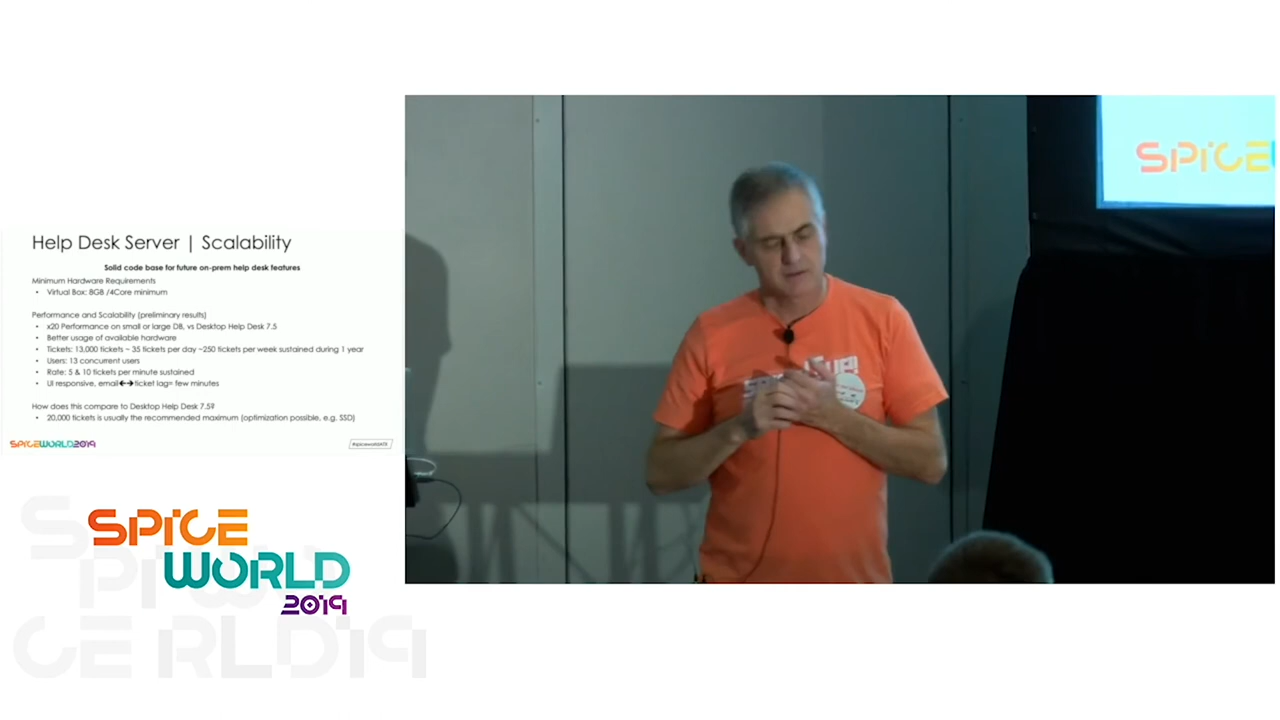 Help Desk Server | Scalability
Solid code base for future on-prem help desk features
Minimum Hardware Requirements
• Virtual Box: 8GB /4Core minimum
Performance and Scalability (preliminary results)
• x20 Performance on small or large DB, vs Desktop Help Desk 7.5
• Better usage of available hardware
• Tickets: 13,000 tickets ~ 35 tickets per day ~250 tickets per week sustained during 1 year
• Users: 13 concurrent users
• Rate: 5 & 10 tickets per minute sustained
• UI responsive, email↔ticket lag= few minutes
How does this compare to Desktop Help Desk 7.5?
• 20,000 tickets is usually the recommended maximum (optimization possible, e.g. SSD)
SPICEWORLD2019
#spiceworldATX
SPICE
WORLD
2019
SPICE
SPI W
CE RLD19